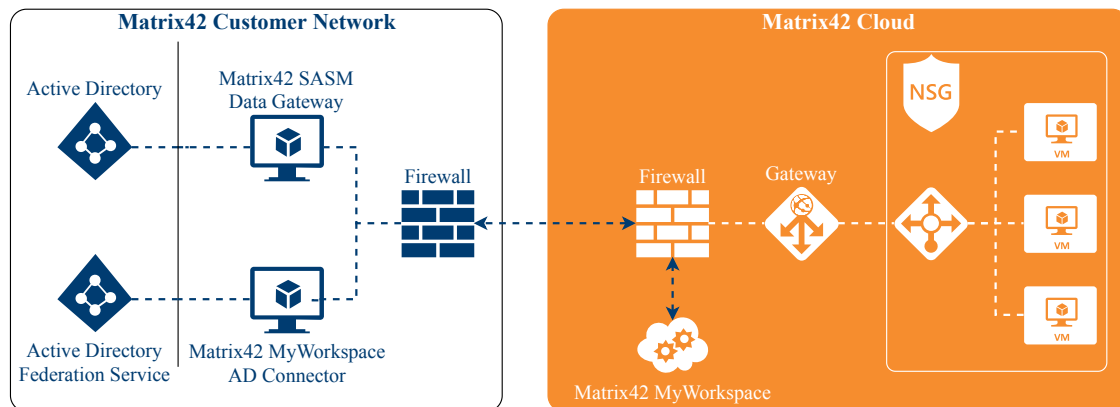 Matrix42 Customer Network
Active Directory
Matrix42 SASM
Data Gateway
Firewall
Active Directory
Federation Service
Matrix42 MyWorkspace
AD Connector
Matrix42 Cloud
NSG
Firewall
Gateway
VM
VM
VM
Matrix42 MyWorkspace